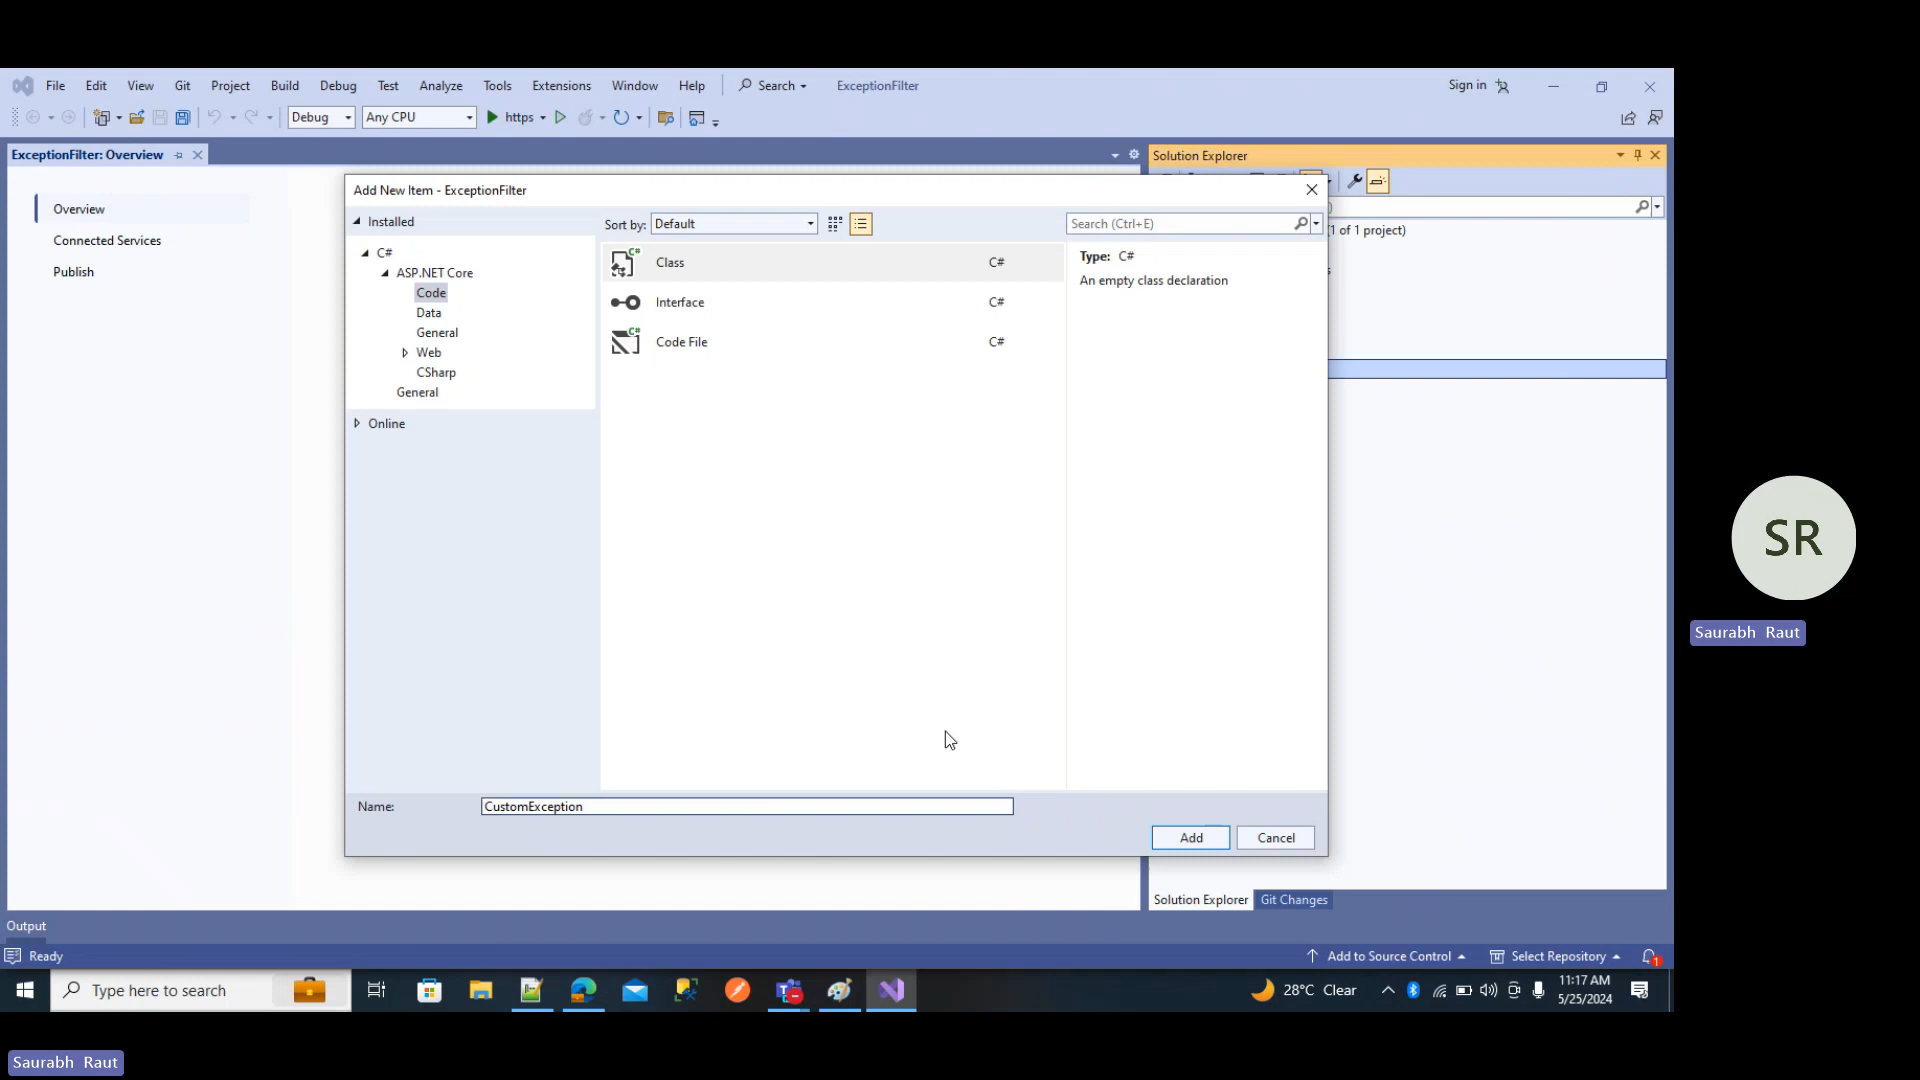 File Edit View Git Project Build Debug Test Analyze Tools Extensions Window Help Search ExceptionFilter Sign in
Debug Any CPU https
ExceptionFilter: Overview
Solution Explorer
Overview
Connected Services
Publish
Add New Item - ExceptionFilter
Installed
C#
ASP.NET Core
Code
Data
General
Web
CSharp
General
Online
Sort by: Default
Class C#
Interface C#
Code File C#
Search (Ctrl+E)
Type: C#
An empty class declaration
1 of 1 project)
Name: CustomException
Add Cancel
Solution Explorer Git Changes
Output
Ready
Add to Source Control Select Repository 1
Type here to search
28°C Clear
11:17 AM
5/25/2024
SR
Saurabh Raut
Saurabh Raut